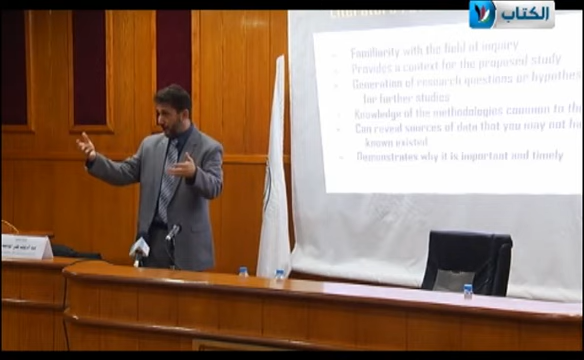 الكتاب
Familiarity with the field of inquiry
Provides a context for the proposed study
Generation of research questions or hypothe
for further studies
Knowledge of the methodologies common to the
Can reveal sources of data that you may not ha
known existed
Demonstrates why it is important and timely